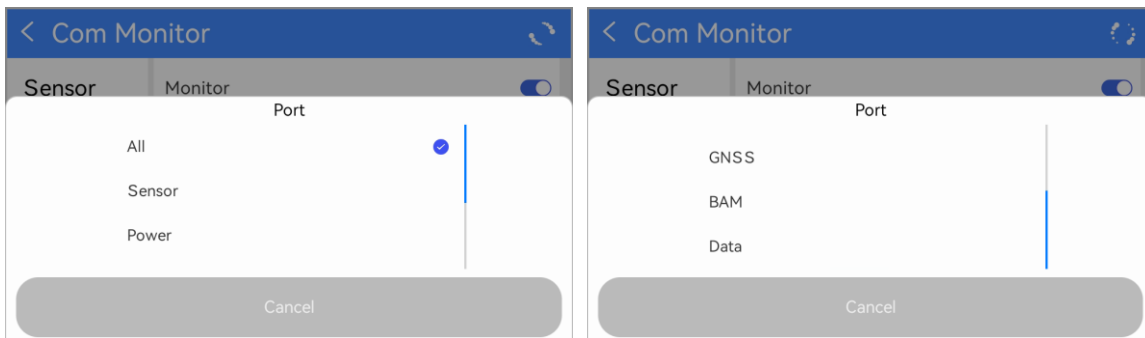 Com Monitor
Sensor
Monitor
Port
All
Sensor
Power
Cancel
Com Monitor
Sensor
Monitor
Port
GNSS
BAM
Data
Cancel